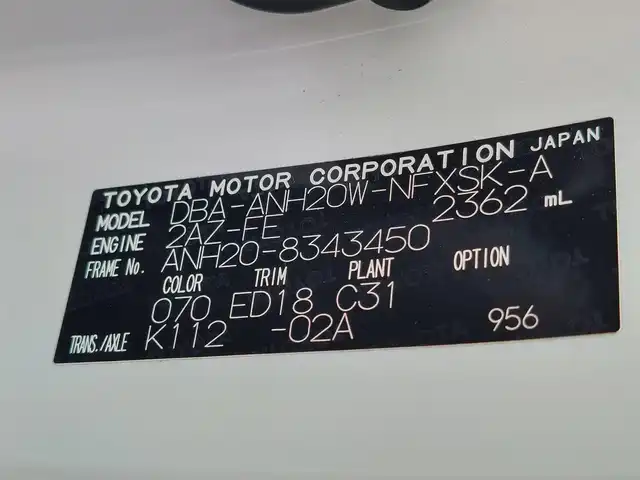 TOYOTA MOTOR CORPORATION JAPAN
MODEL DBA-ANH20W-NFXSK-A
ENGINE 2AZ-FE 2362 mL
FRAME No. ANH20-8343450
COLOR TRIM PLANT OPTION
070 ED18 C31
TRANS./AXLE K112 -02A 956